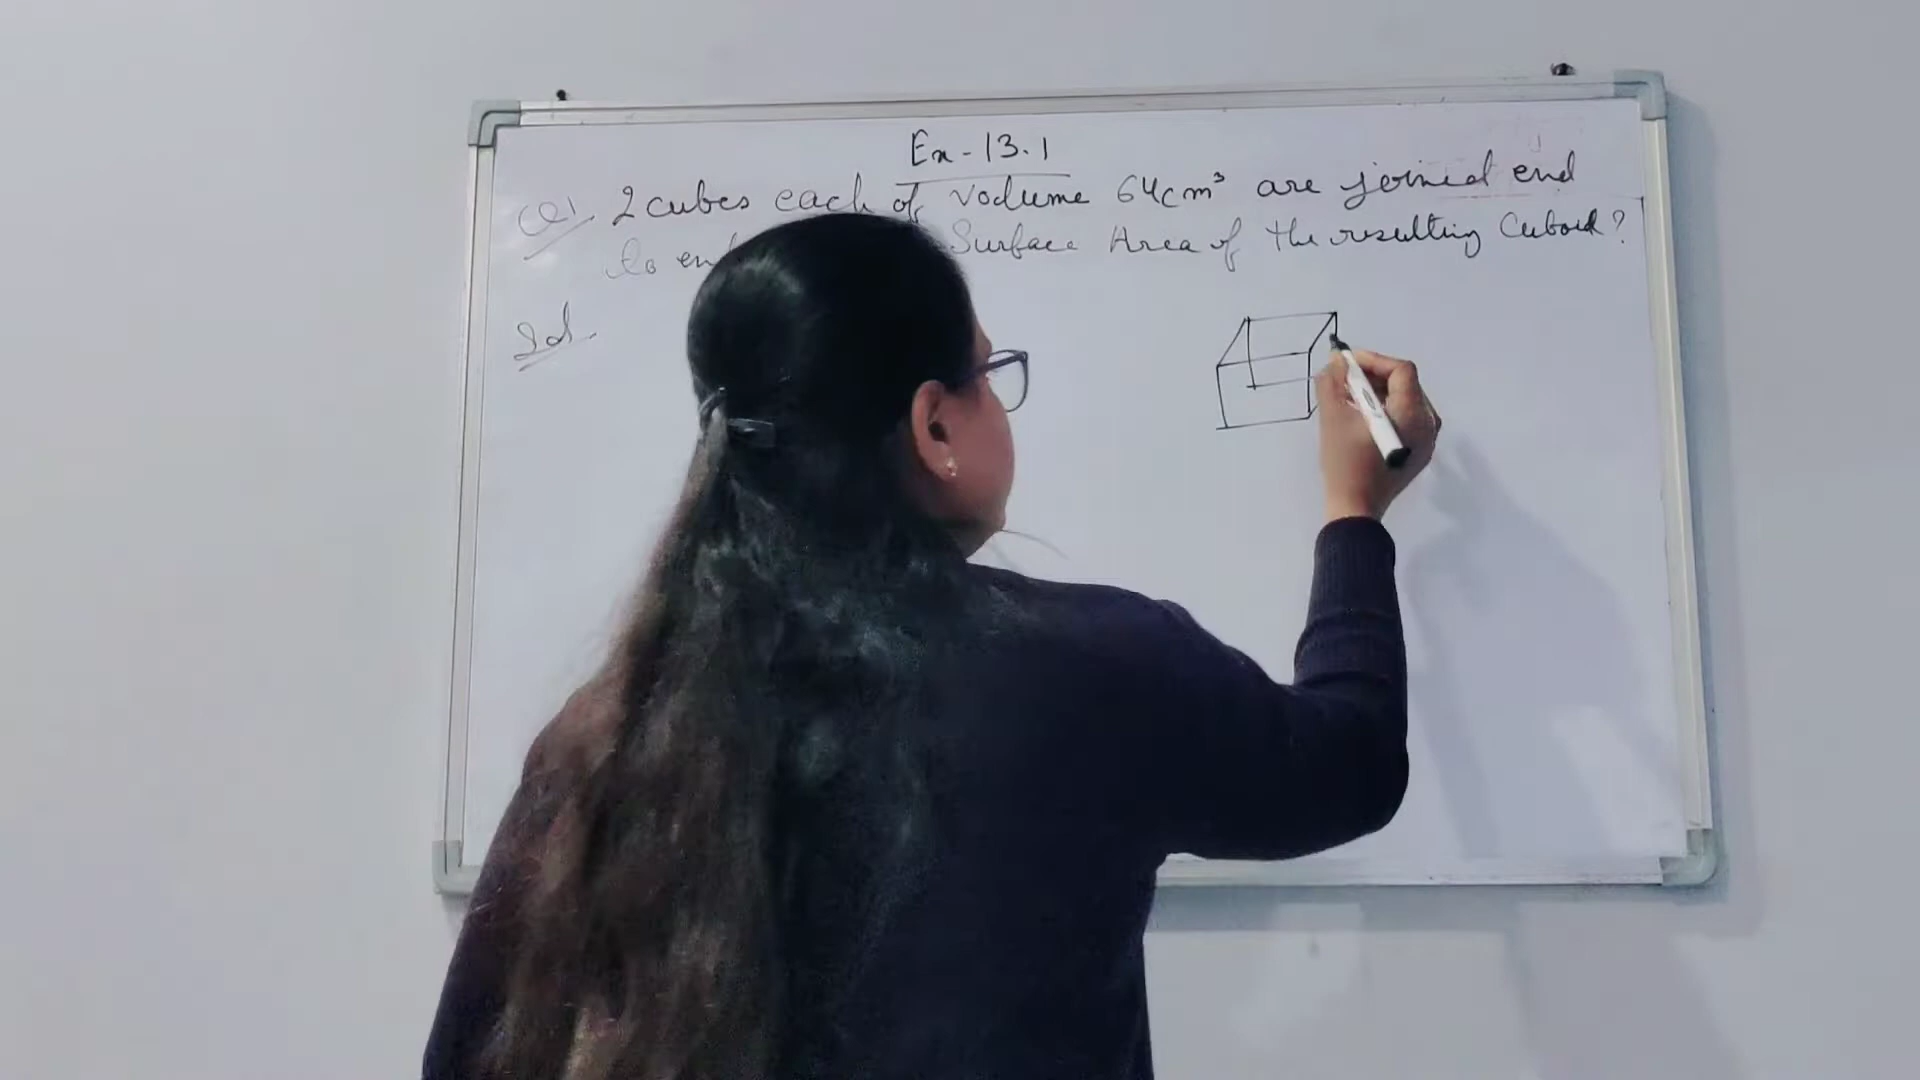 Ex-13.1
Q1. 2 cubes each of volume 64cm³ are joined end
to en Surface Area of the resulting Cuboid?
Sol.